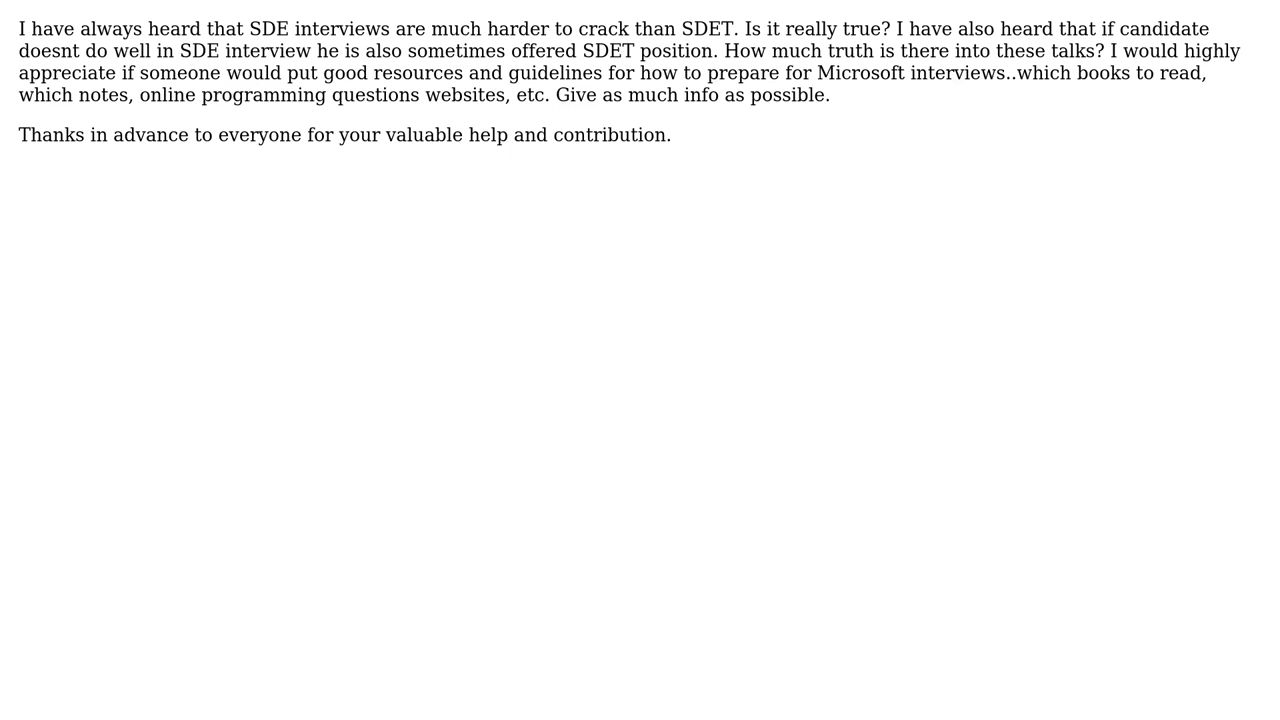 I have always heard that SDE interviews are much harder to crack than SDET. Is it really true? I have also heard that if candidate
doesnt do well in SDE interview he is also sometimes offered SDET position. How much truth is there into these talks? I would highly
appreciate if someone would put good resources and guidelines for how to prepare for Microsoft interviews..which books to read,
which notes, online programming questions websites, etc. Give as much info as possible.
Thanks in advance to everyone for your valuable help and contribution.